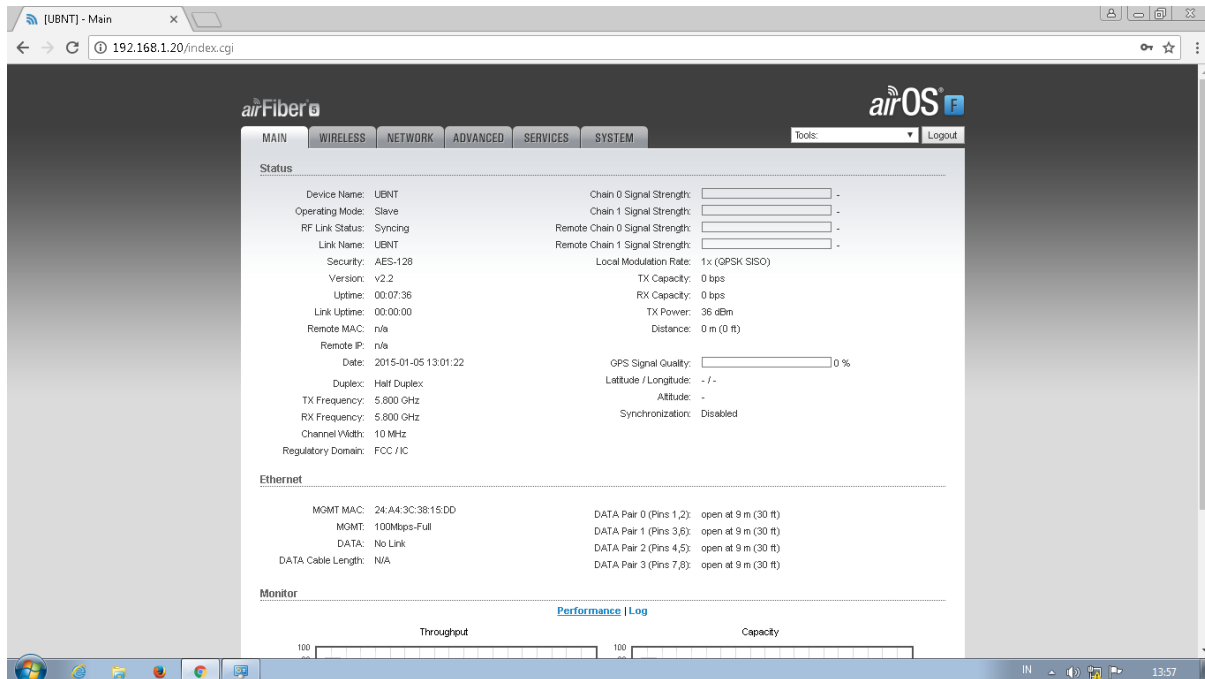 [UBNT] - Main
192.168.1.20/index.cgi
airFiber 5
airOS F
MAIN WIRELESS NETWORK ADVANCED SERVICES SYSTEM Tools: Logout
Status
Device Name: UBNT
Operating Mode: Slave
RF Link Status: Syncing
Link Name: UBNT
Security: AES-128
Version: v2.2
Uptime: 00:07:36
Link Uptime: 00:00:00
Remote MAC: n/a
Remote IP: n/a
Date: 2015-01-05 13:01:22
Duplex: Half Duplex
TX Frequency: 5.800 GHz
RX Frequency: 5.800 GHz
Channel Width: 10 MHz
Regulatory Domain: FCC / IC
Chain 0 Signal Strength: -
Chain 1 Signal Strength: -
Remote Chain 0 Signal Strength: -
Remote Chain 1 Signal Strength: -
Local Modulation Rate: 1x (QPSK SISO)
TX Capacity: 0 bps
RX Capacity: 0 bps
TX Power: 36 dBm
Distance: 0 m (0 ft)
GPS Signal Quality: 0 %
Latitude / Longitude: - / -
Altitude: -
Synchronization: Disabled
Ethernet
MGMT MAC: 24:A4:3C:38:15:DD
MGMT: 100Mbps-Full
DATA: No Link
DATA Cable Length: N/A
DATA Pair 0 (Pins 1,2): open at 9 m (30 ft)
DATA Pair 1 (Pins 3,6): open at 9 m (30 ft)
DATA Pair 2 (Pins 4,5): open at 9 m (30 ft)
DATA Pair 3 (Pins 7,8): open at 9 m (30 ft)
Monitor
Performance | Log
Throughput
100
Capacity
100
IN 13:57